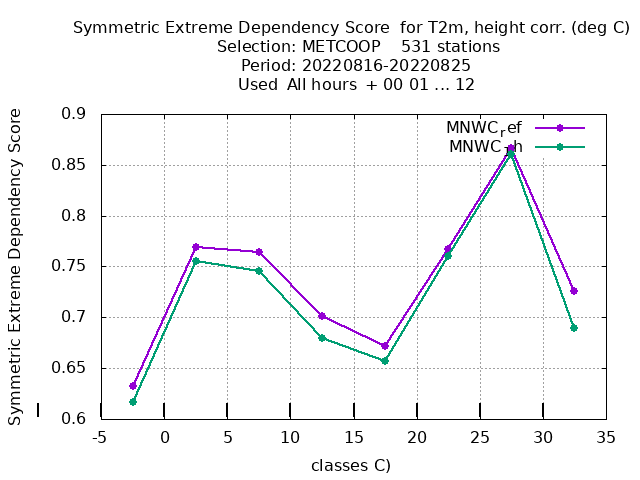 Symmetric Extreme Dependency Score for T2m, height corr. (deg C)
Selection: METCOOP 531 stations
Period: 20220816-20220825
Used All hours + 00 01 ... 12
Symmetric Extreme Dependency Score
0.9
0.85
0.8
0.75
0.7
0.65
0.6
MNWC_ref
-5 0 5 10 15 20 25 30 35
classes C)